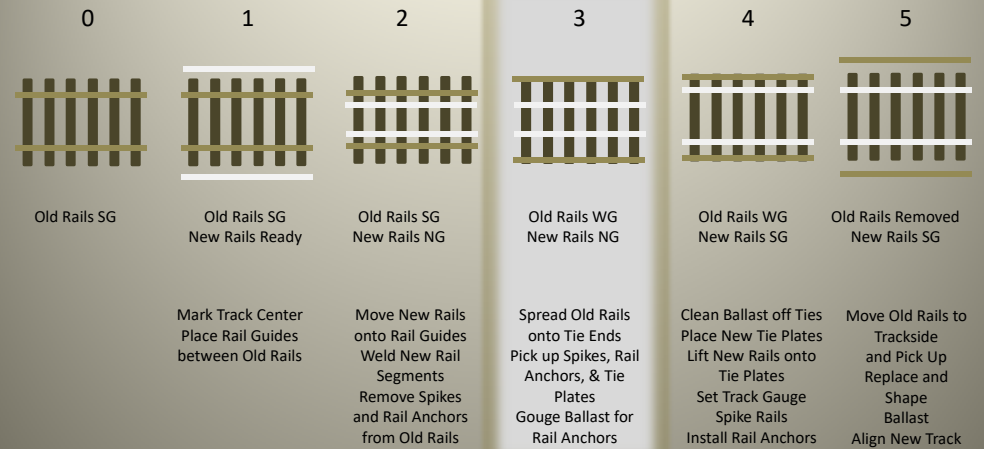 0
1
2
3
4
5
Old Rails SG
Old Rails SG
New Rails Ready
Old Rails SG
New Rails NG
Old Rails WG
New Rails NG
Old Rails WG
New Rails SG
Old Rails Removed
New Rails SG
Mark Track Center
Place Rail Guides
between Old Rails
Move New Rails
onto Rail Guides
Weld New Rail
Segments
Remove Spikes
and Rail Anchors
from Old Rails
Spread Old Rails
onto Tie Ends
Pick up Spikes, Rail
Anchors, & Tie
Plates
Gouge Ballast for
Rail Anchors
Clean Ballast off Ties
Place New Tie Plates
Lift New Rails onto
Tie Plates
Set Track Gauge
Spike Rails
Install Rail Anchors
Move Old Rails to
Trackside
and Pick Up
Replace and
Shape
Ballast
Align New Track